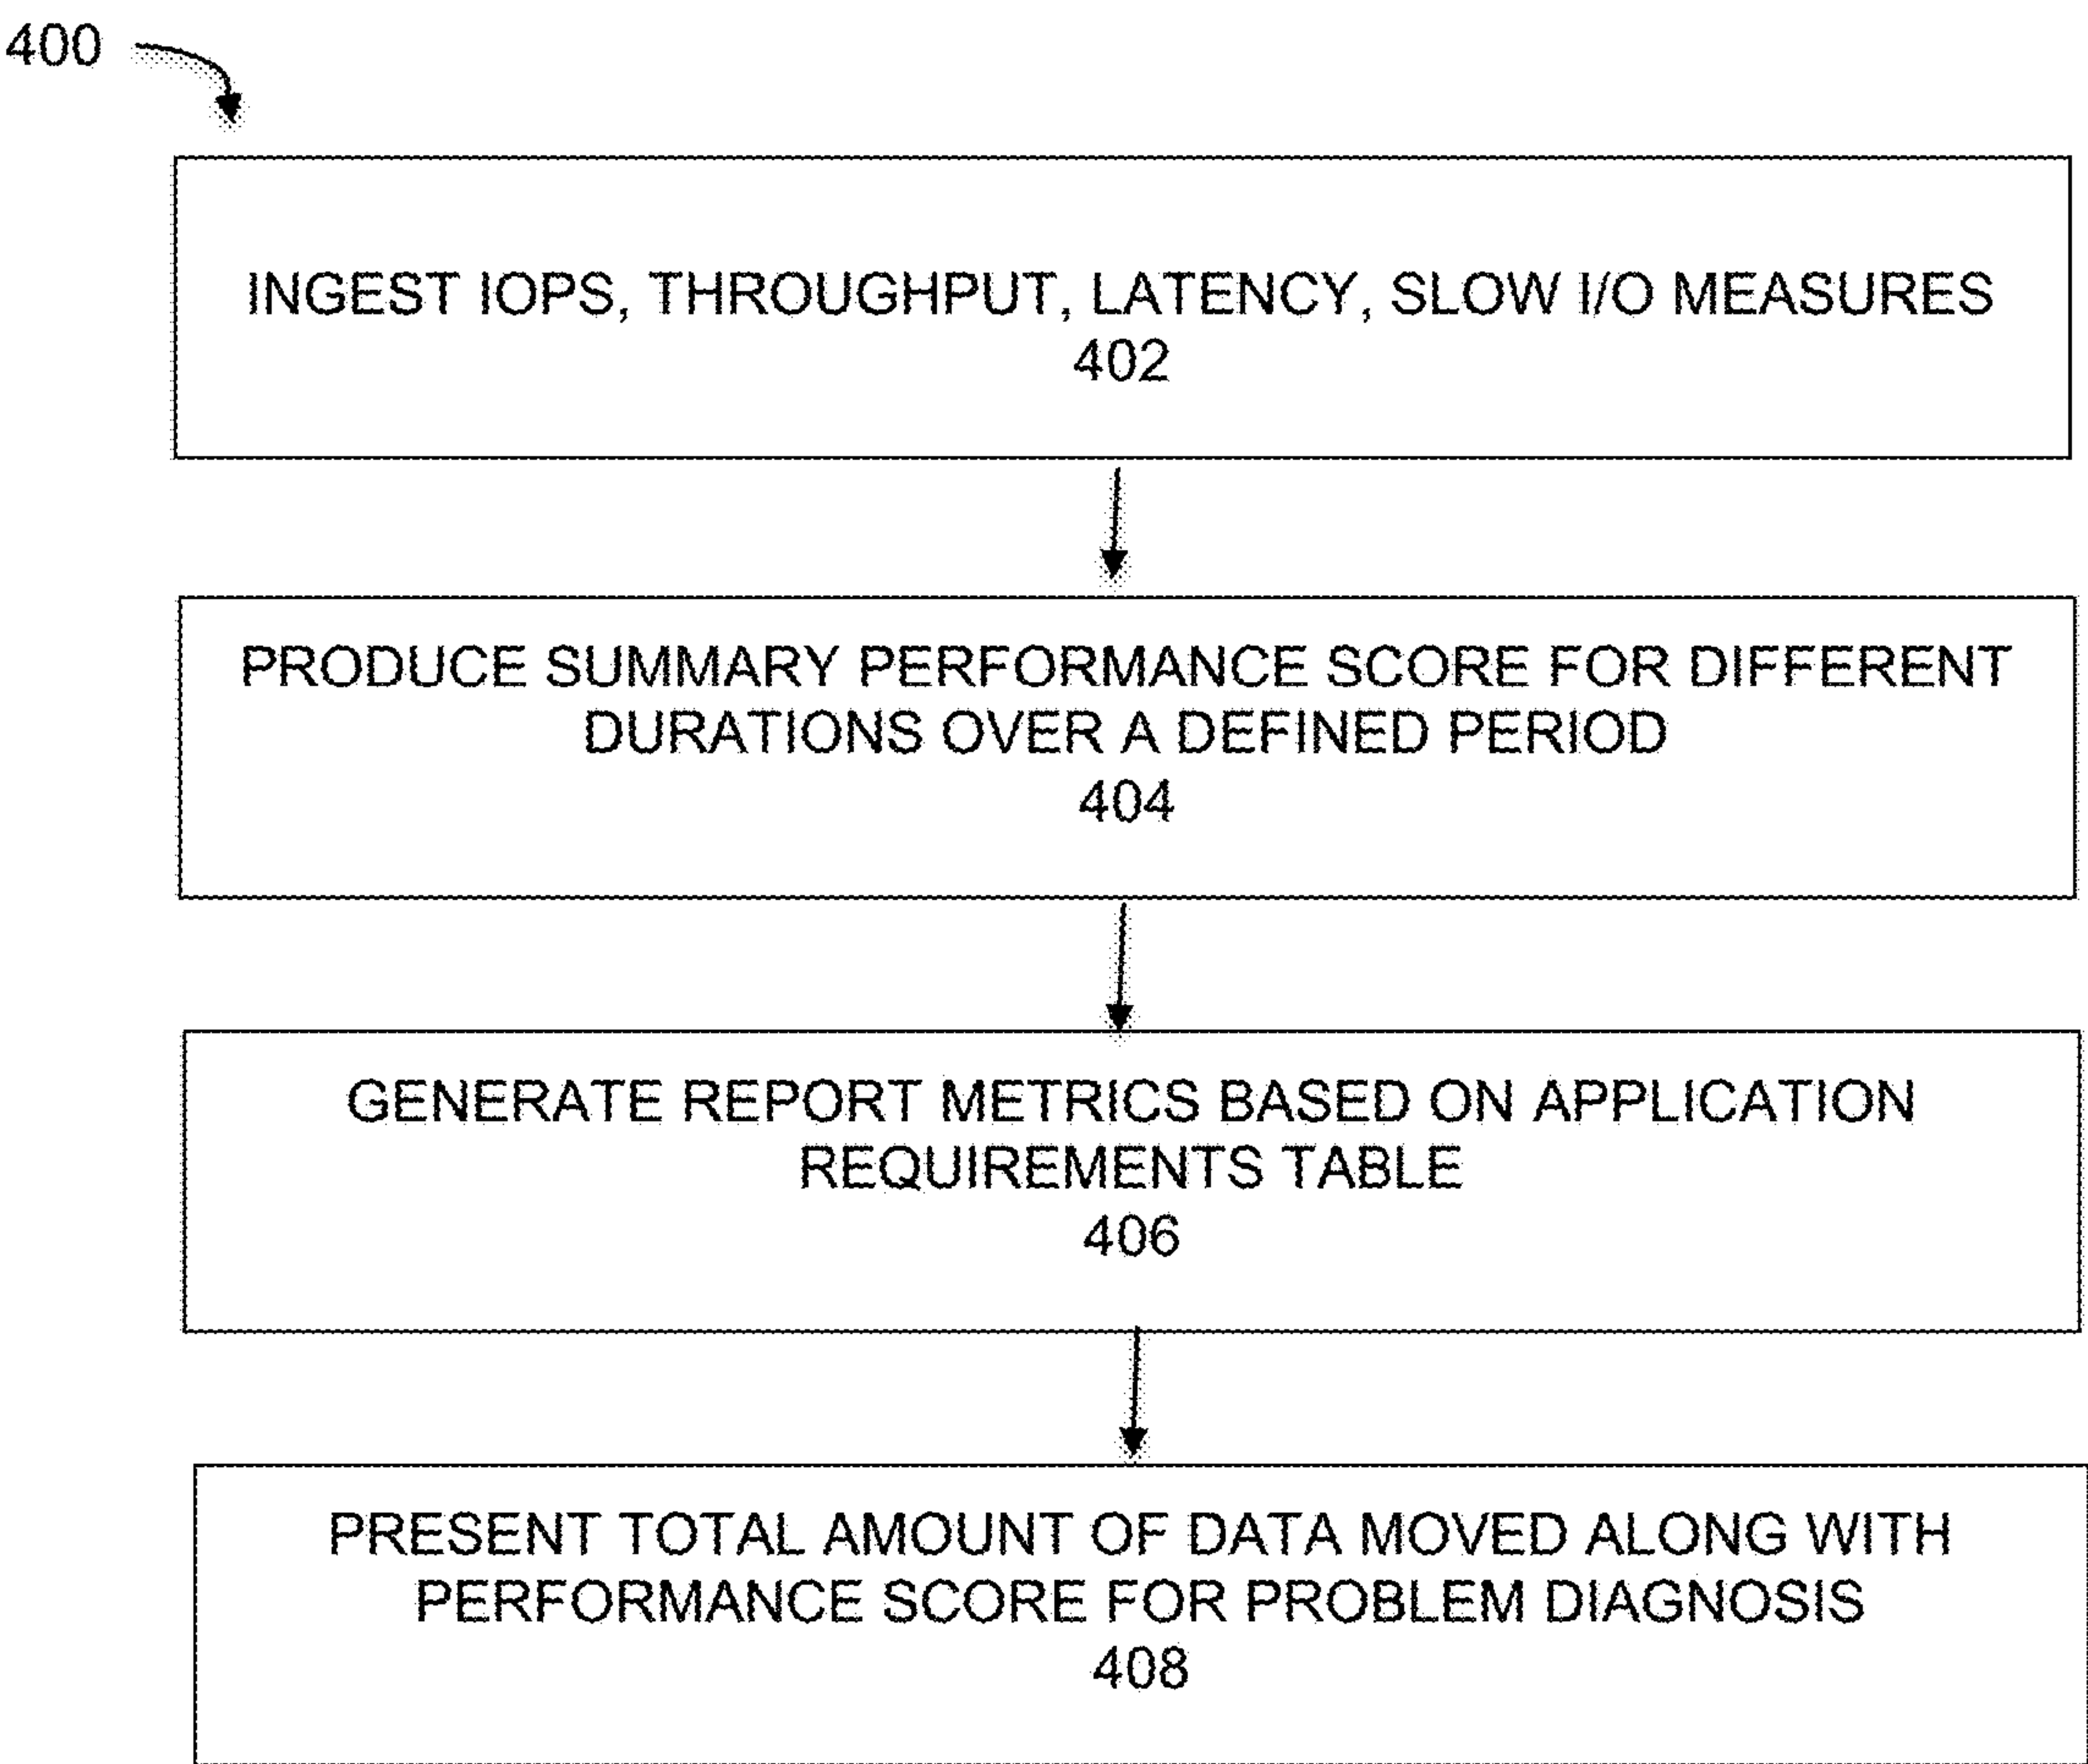 400
INGEST IOPS, THROUGHPUT, LATENCY, SLOW I/O MEASURES
402
PRODUCE SUMMARY PERFORMANCE SCORE FOR DIFFERENT
DURATIONS OVER A DEFINED PERIOD
404
GENERATE REPORT METRICS BASED ON APPLICATION
REQUIREMENTS TABLE
406
PRESENT TOTAL AMOUNT OF DATA MOVED ALONG WITH
PERFORMANCE SCORE FOR PROBLEM DIAGNOSIS
408